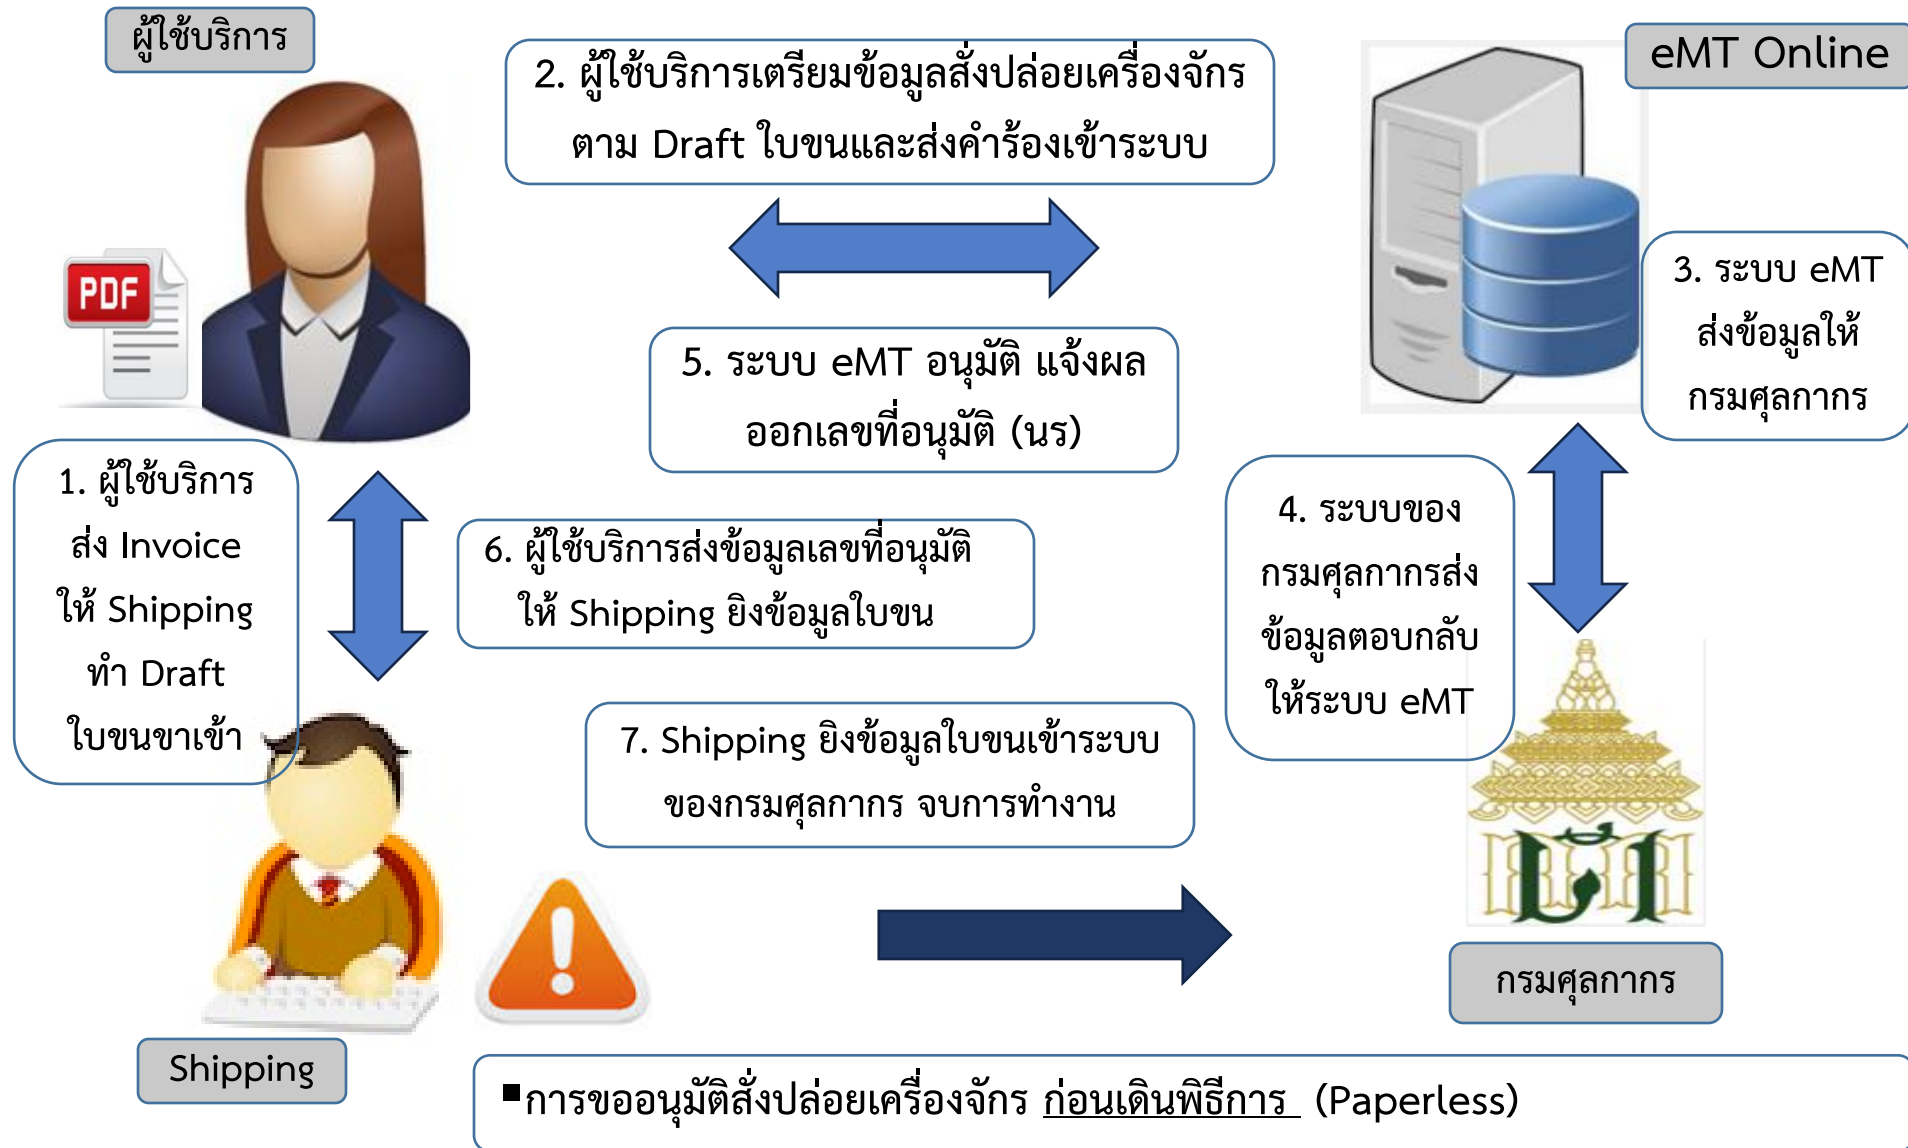 ผู้ใช้บริการ
eMT Online
2. ผู้ใช้บริการเตรียมข้อมูลสั่งปล่อยเครื่องจักร
ตาม Draft ใบขนและส่งคำร้องเข้าระบบ
PDF
3. ระบบ eMT
ส่งข้อมูลให้
กรมศุลกากร
5. ระบบ eMT อนุมัติ แจ้งผล
ออกเลขที่อนุมัติ (นร)
1. ผู้ใช้บริการ
ส่ง Invoice
ให้ Shipping
ทำ Draft
ใบขนขาเข้า
6. ผู้ใช้บริการส่งข้อมูลเลขที่อนุมัติ
ให้ Shipping ยิงข้อมูลใบขน
4. ระบบของ
กรมศุลกากรส่ง
ข้อมูลตอบกลับ
ให้ระบบ eMT
7. Shipping ยิงข้อมูลใบขนเข้าระบบ
ของกรมศุลกากร จบการทำงาน
กรมศุลกากร
Shipping
▪การขออนุมัติสั่งปล่อยเครื่องจักร ก่อนเดินพิธีการ (Paperless)